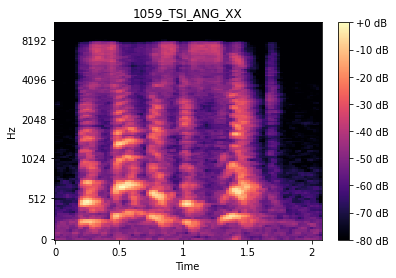 1059_TSI_ANG_XX
8192
4096
2048
1024
512
0
Hz
0
0.5
1
1.5
2
Time
+0 dB
-10 dB
-20 dB
-30 dB
-40 dB
-50 dB
-60 dB
-70 dB
-80 dB